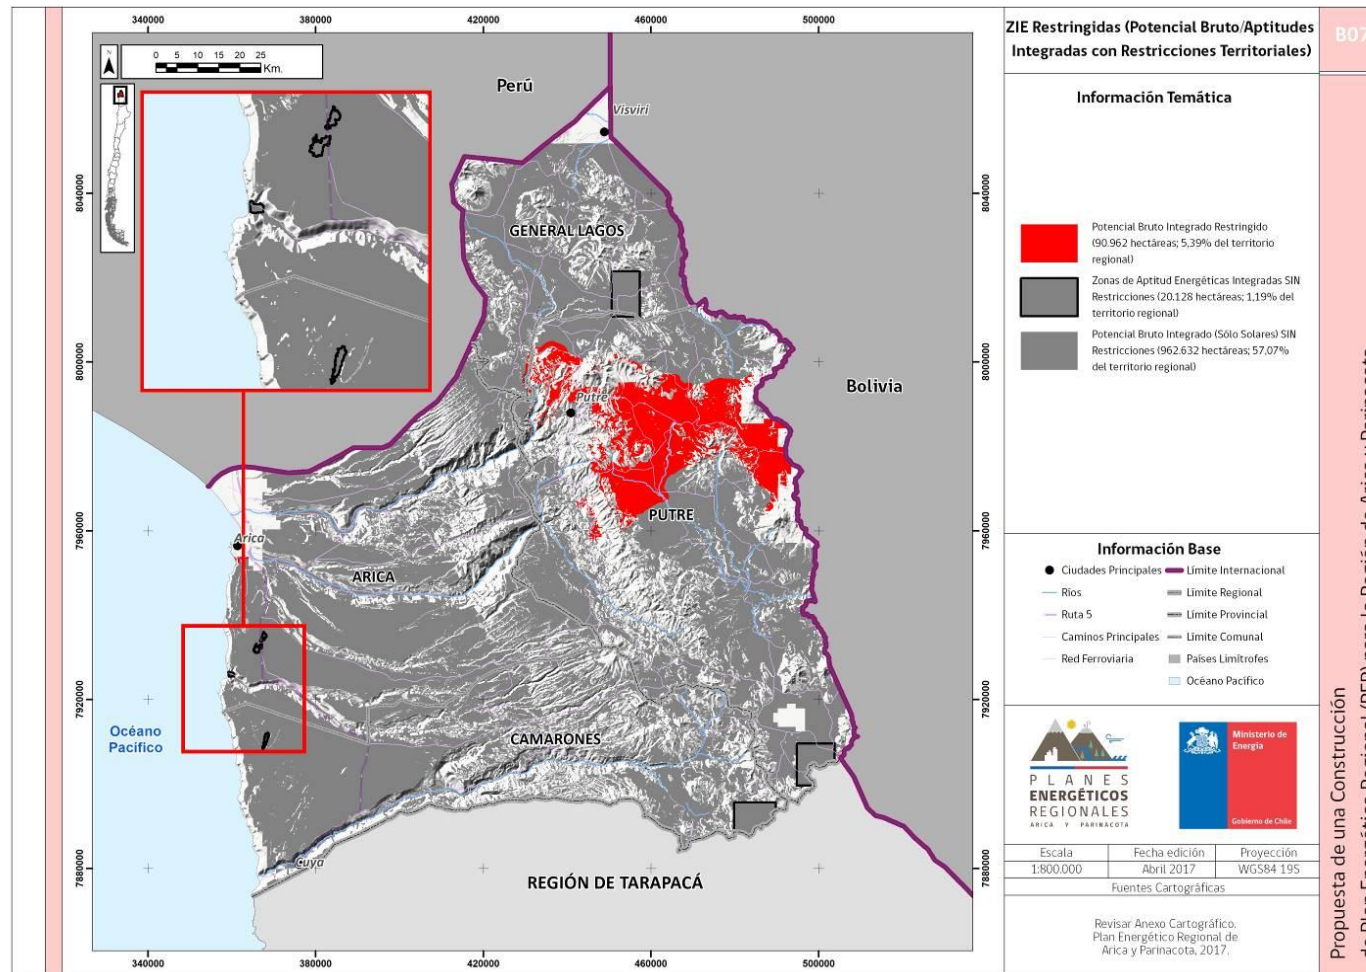 340000
380000
420000
460000
500000
N
0 5 10 15 20 25
Km.
Perú
Visviri
8040000
8040000
GENERAL LAGOS
8000000
8000000
Bolivia
Putre
PUTRE
7960000
7960000
Arica
ARICA
7920000
7920000
Océano
Pacífico
CAMARONES
7880000
7880000
Cuya
REGIÓN DE TARAPACÁ
340000
380000
420000
460000
500000
ZIE Restringidas (Potencial Bruto/Aptitudes
Integradas con Restricciones Territoriales)
B07
Información Temática
Potencial Bruto Integrado Restringido
(90.962 hectáreas; 5,39% del territorio
regional)
Zonas de Aptitud Energéticas Integradas SIN
Restricciones (20.128 hectáreas; 1,19% del
territorio regional)
Potencial Bruto Integrado (Sólo Solares) SIN
Restricciones (962.632 hectáreas; 57,07%
del territorio regional)
Información Base
Ciudades Principales
Límite Internacional
Ríos
Límite Regional
Ruta 5
Límite Provincial
Caminos Principales
Límite Comunal
Red Ferroviaria
Países Limítrofes
Océano Pacífico
PLANES
ENERGÉTICOS
REGIONALES
ARICA Y PARINACOTA
Ministerio de
Energía
Gobierno de Chile
Escala
Fecha edición
Proyección
1:800.000
Abril 2017
WGS84 19S
Fuentes Cartográficas
Revisar Anexo Cartográfico.
Plan Energético Regional de
Arica y Parinacota, 2017.
Propuesta de una Construcción